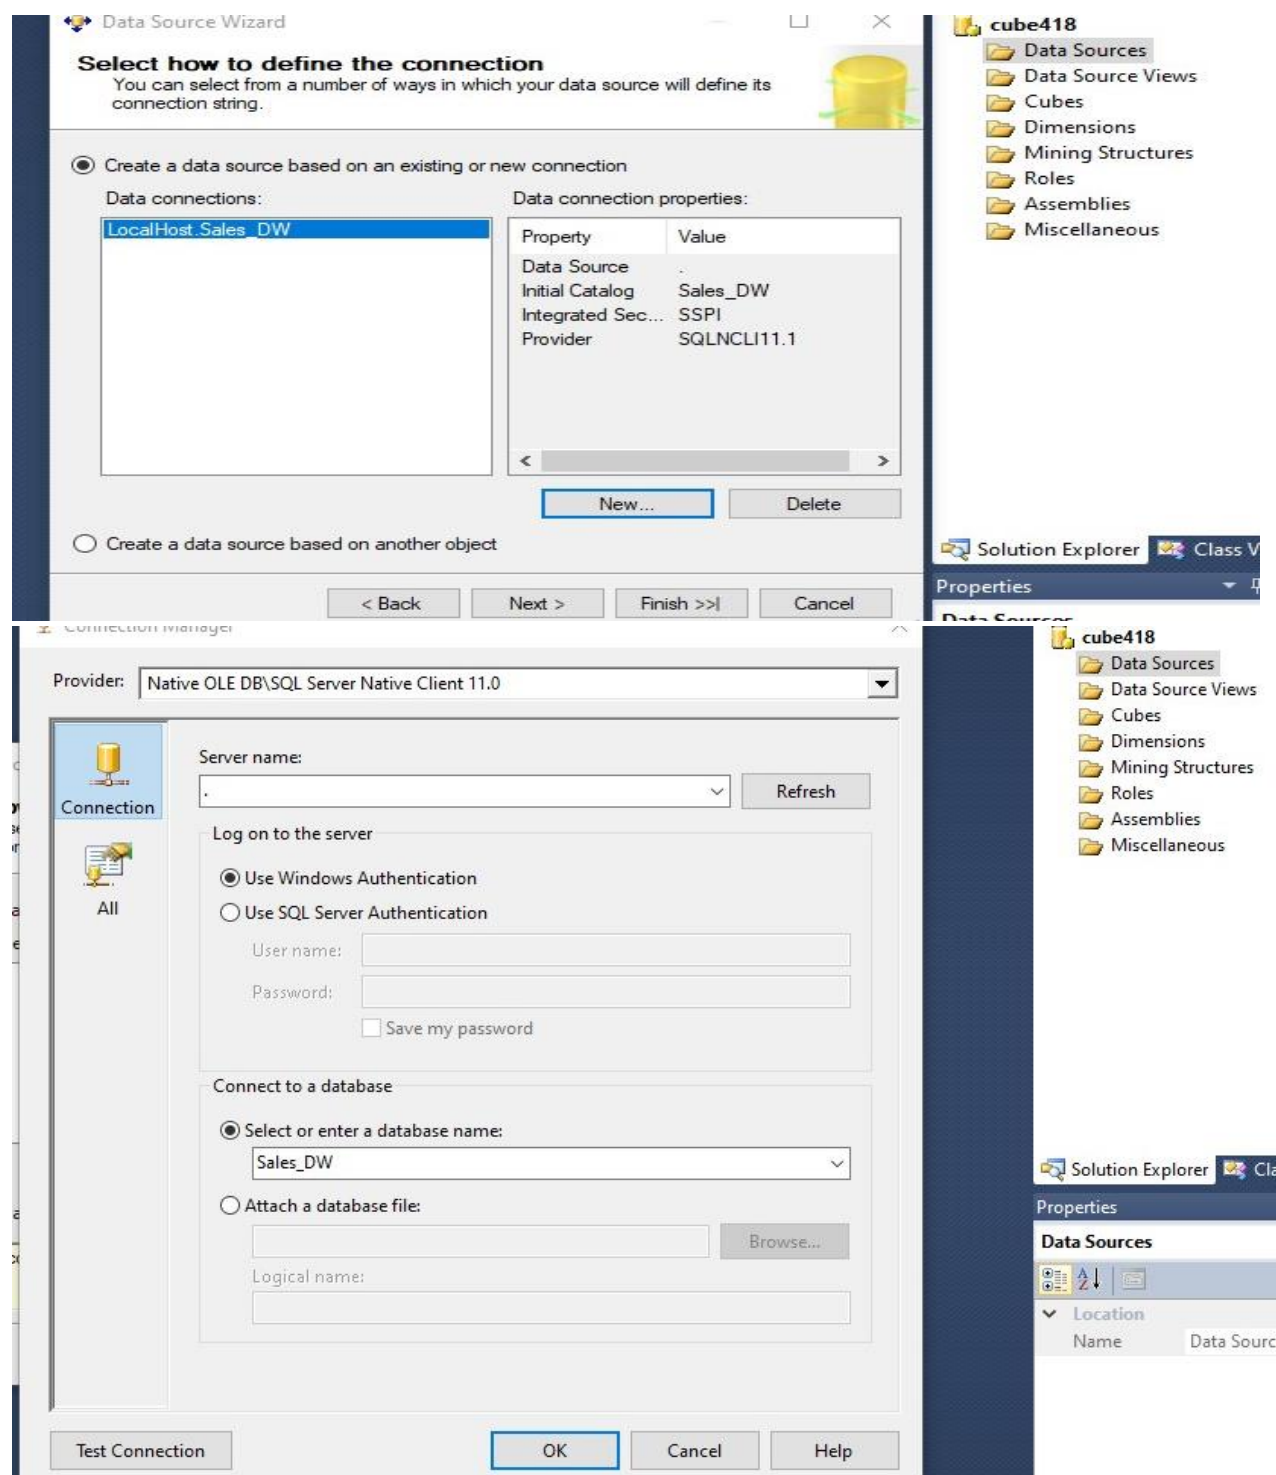 Data Source Wizard
Select how to define the connection
You can select from a number of ways in which your data source will define its
connection string.
Create a data source based on an existing or new connection
Data connections:
LocalHost.Sales_DW
Data connection properties:
Property Value
Data Source .
Initial Catalog Sales_DW
Integrated Sec... SSPI
Provider SQLNCLI11.1
New... Delete
Create a data source based on another object
< Back Next > Finish >>| Cancel
cube418
Data Sources
Data Source Views
Cubes
Dimensions
Mining Structures
Roles
Assemblies
Miscellaneous
Solution Explorer Class V
Properties
Data Sources
Connection Manager
Provider: Native OLE DB\SQL Server Native Client 11.0
Connection
All
Server name:
. Refresh
Log on to the server
Use Windows Authentication
Use SQL Server Authentication
User name:
Password:
Save my password
Connect to a database
Select or enter a database name:
Sales_DW
Attach a database file:
Browse...
Logical name:
Test Connection OK Cancel Help
cube418
Data Sources
Data Source Views
Cubes
Dimensions
Mining Structures
Roles
Assemblies
Miscellaneous
Solution Explorer Cla
Properties
Data Sources
Location
Name Data Sourc